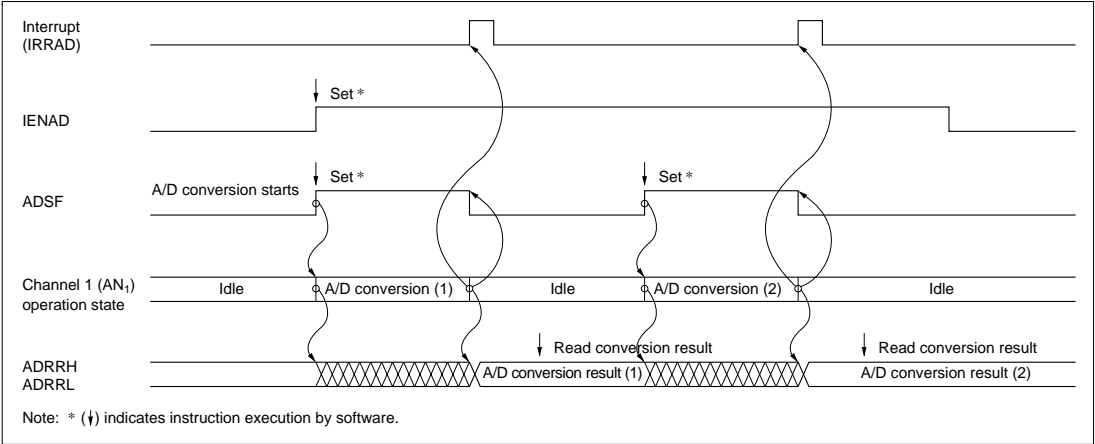 Interrupt
(IRRAD)
Set *
IENAD
A/D conversion starts
Set *
Set *
ADSF
Channel 1 (AN₁)
operation state
Idle
A/D conversion (1)
Idle
A/D conversion (2)
Idle
Read conversion result
Read conversion result
ADRRH
ADRRL
A/D conversion result (1)
A/D conversion result (2)
Note: * (↓) indicates instruction execution by software.